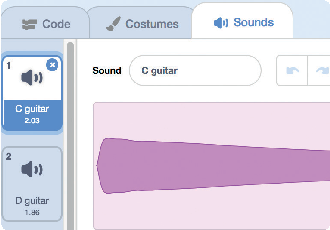 Code
Costumes
Sounds
1
C guitar
2.03
Sound
C guitar
2
D guitar
1.86